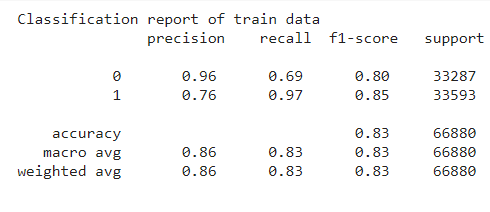 Classification report of train data
precision recall f1-score support
0 0.96 0.69 0.80 33287
1 0.76 0.97 0.85 33593
accuracy 0.83 66880
macro avg 0.86 0.83 0.83 66880
weighted avg 0.86 0.83 0.83 66880